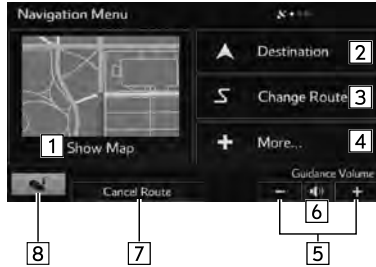 Navigation Menu
Destination 2
Change Route 3
1 Show Map
More... 4
Guidance Volume
Cancel Route
6
8 7 5